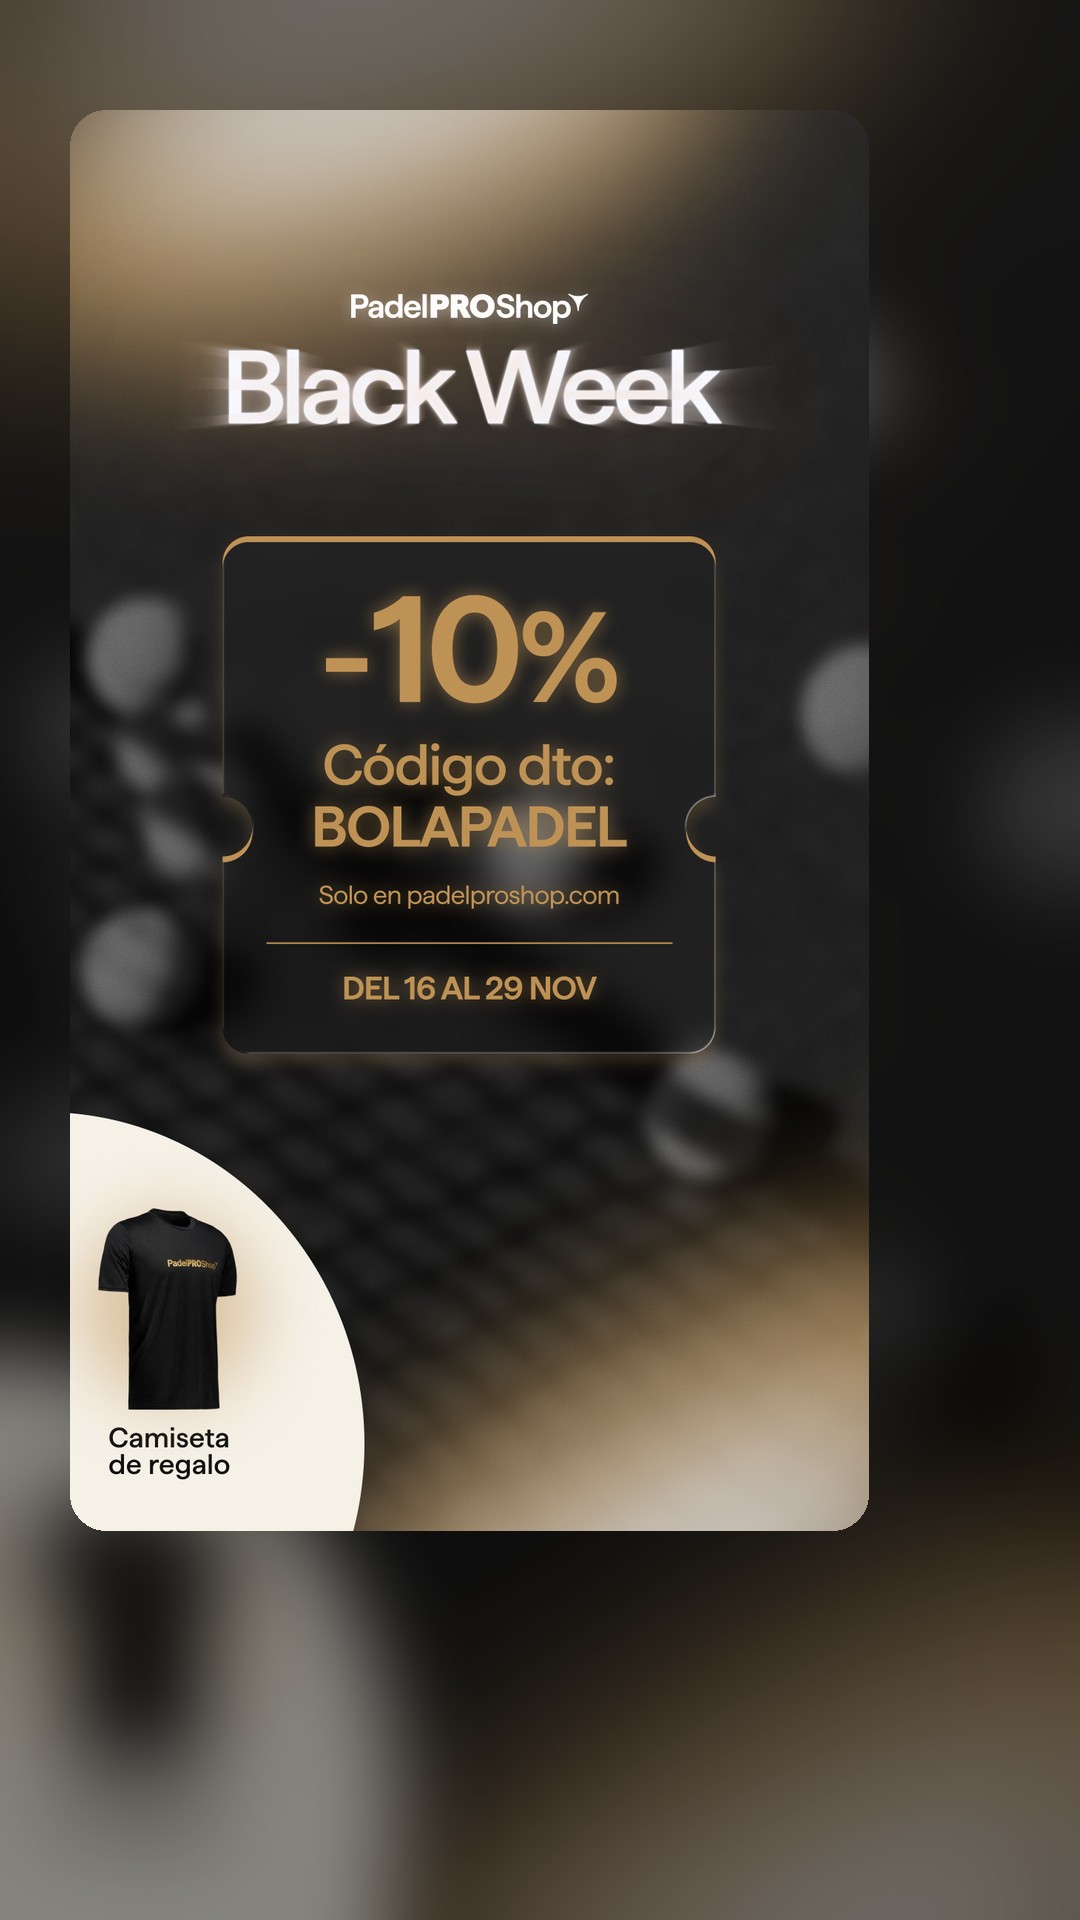 PadelPROShop
Black Week
-10%
Código dto:
BOLAPADEL
Solo en padelproshop.com
DEL 16 AL 29 NOV
PadelPROShop
Camiseta
de regalo